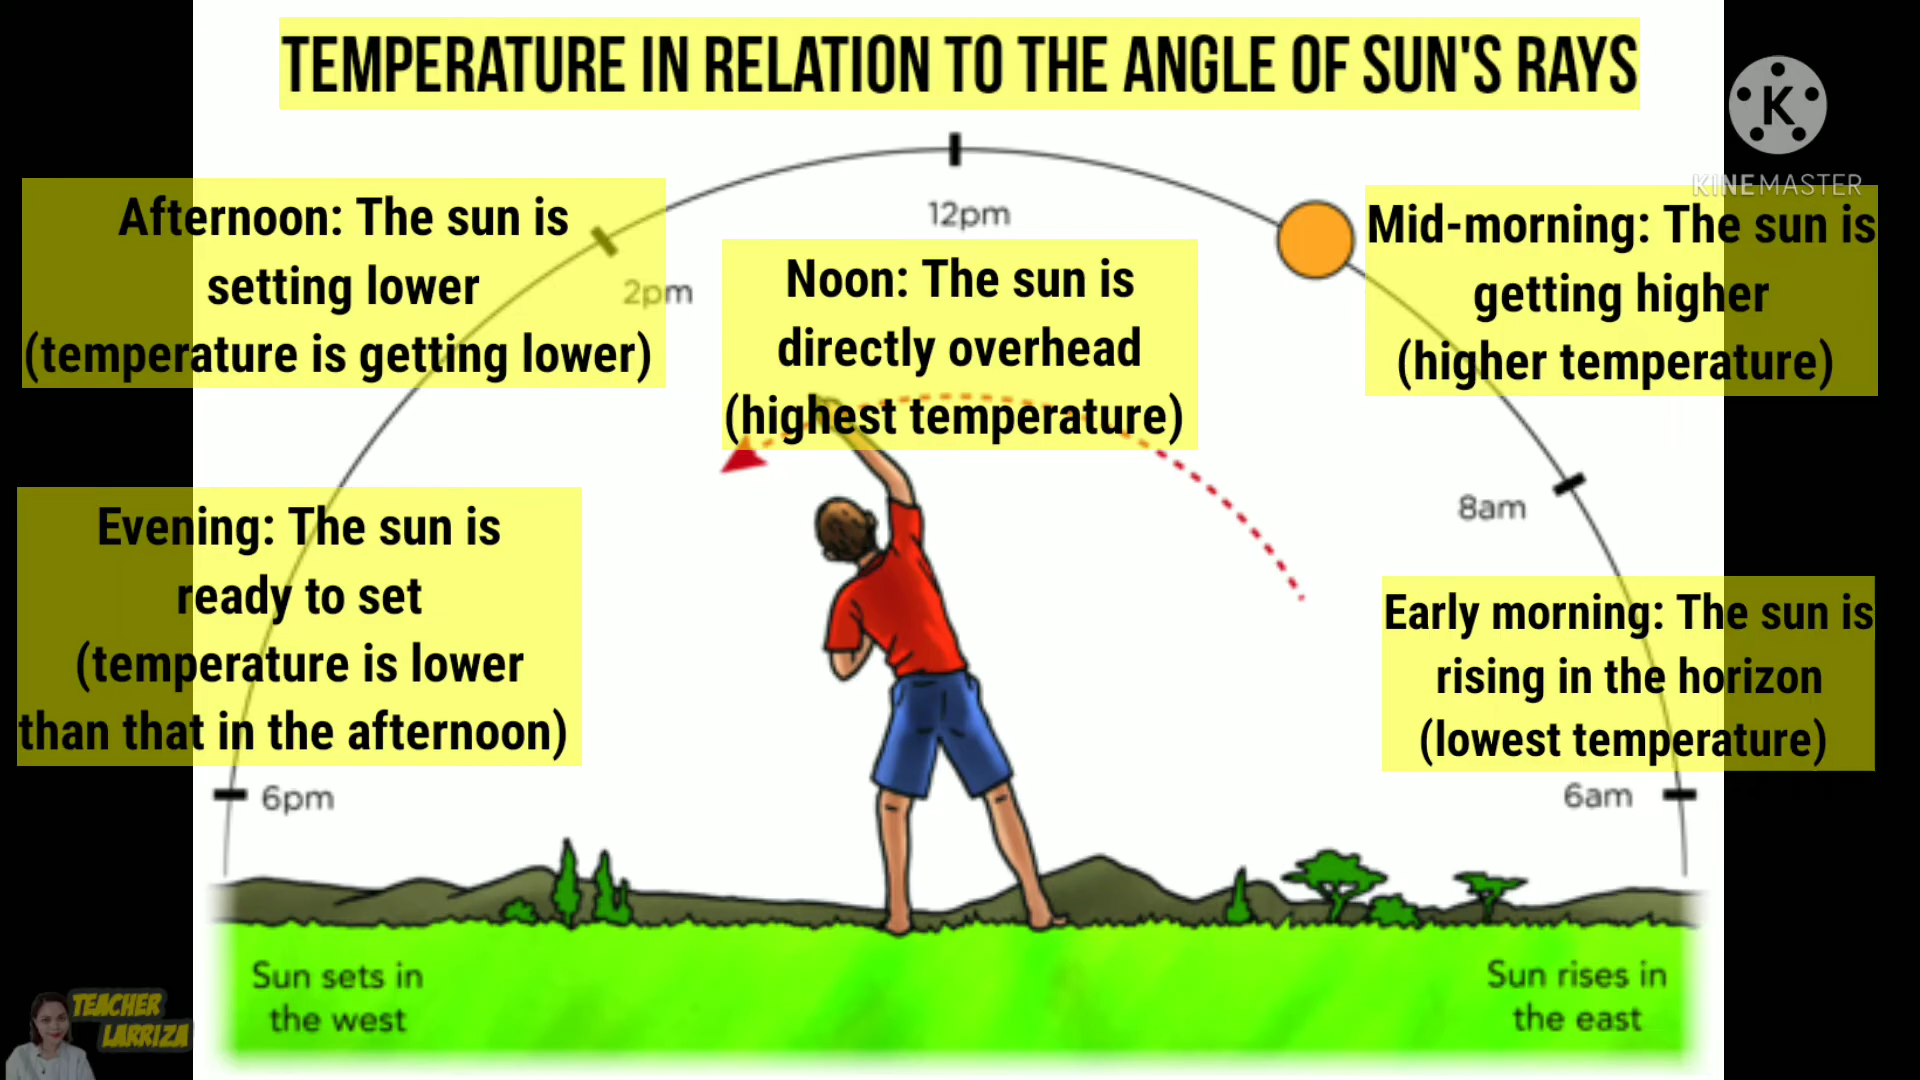 TEMPERATURE IN RELATION TO THE ANGLE OF SUN'S RAYS
K
KINEMASTER
12pm
Afternoon: The sun is
setting lower
(temperature is getting lower)
2pm
Noon: The sun is
directly overhead
(highest temperature)
Mid-morning: The sun is
getting higher
(higher temperature)
8am
Evening: The sun is
ready to set
(temperature is lower
than that in the afternoon)
Early morning: The sun is
rising in the horizon
(lowest temperature)
6pm
6am
Sun sets in
the west
Sun rises in
the east
TEACHER
LARRIZA